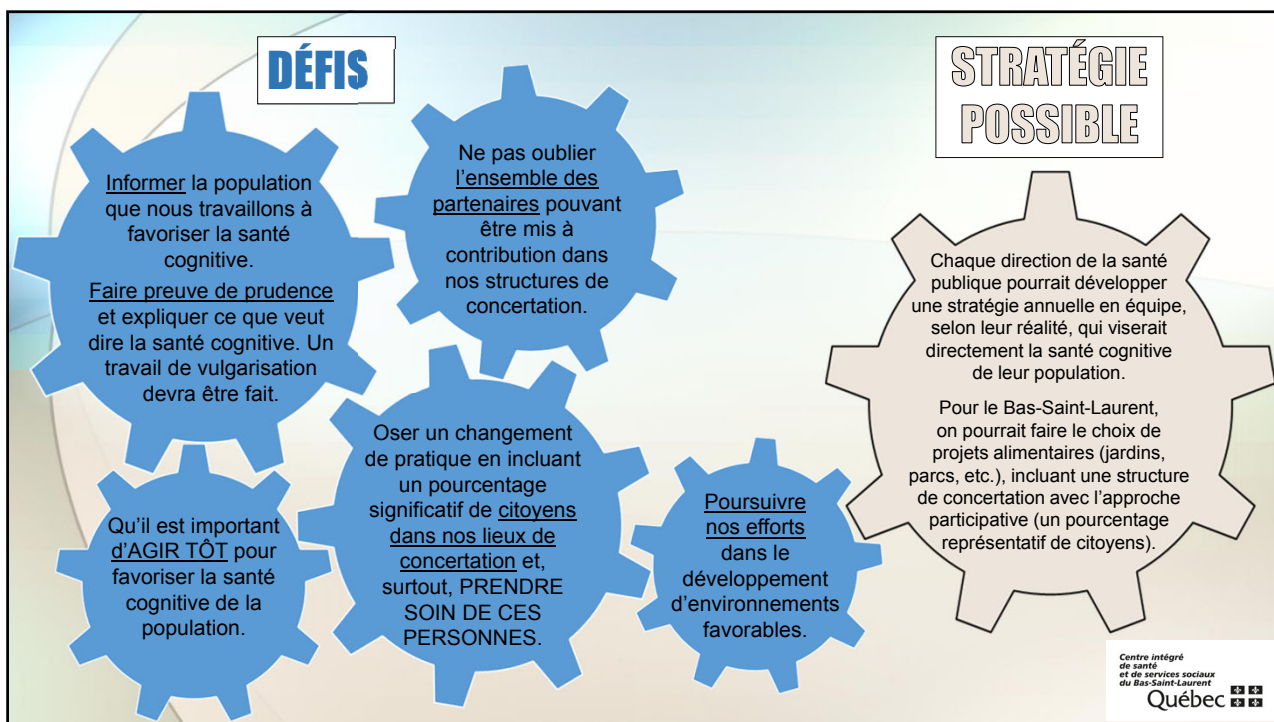 DÉFIS
Informer la population
que nous travaillons à
favoriser la santé
cognitive.
Faire preuve de prudence
et expliquer ce que veut
dire la santé cognitive. Un
travail de vulgarisation
devra être fait.
Ne pas oublier
l’ensemble des
partenaires pouvant
être mis à
contribution dans
nos structures de
concertation.
Qu’il est important
d’AGIR TÔT pour
favoriser la santé
cognitive de la
population.
Oser un changement
de pratique en incluant
un pourcentage
significatif de citoyens
dans nos lieux de
concertation et,
surtout, PRENDRE
SOIN DE CES
PERSONNES.
Poursuivre
nos efforts
dans le
développement
d’environnements
favorables.
STRATÉGIE
POSSIBLE
Chaque direction de la santé
publique pourrait développer
une stratégie annuelle en équipe,
selon leur réalité, qui viserait
directement la santé cognitive
de leur population.
Pour le Bas-Saint-Laurent,
on pourrait faire le choix de
projets alimentaires (jardins,
parcs, etc.), incluant une structure
de concertation avec l’approche
participative (un pourcentage
représentatif de citoyens).
Centre intégré
de santé
et de services sociaux
du Bas-Saint-Laurent
Québec